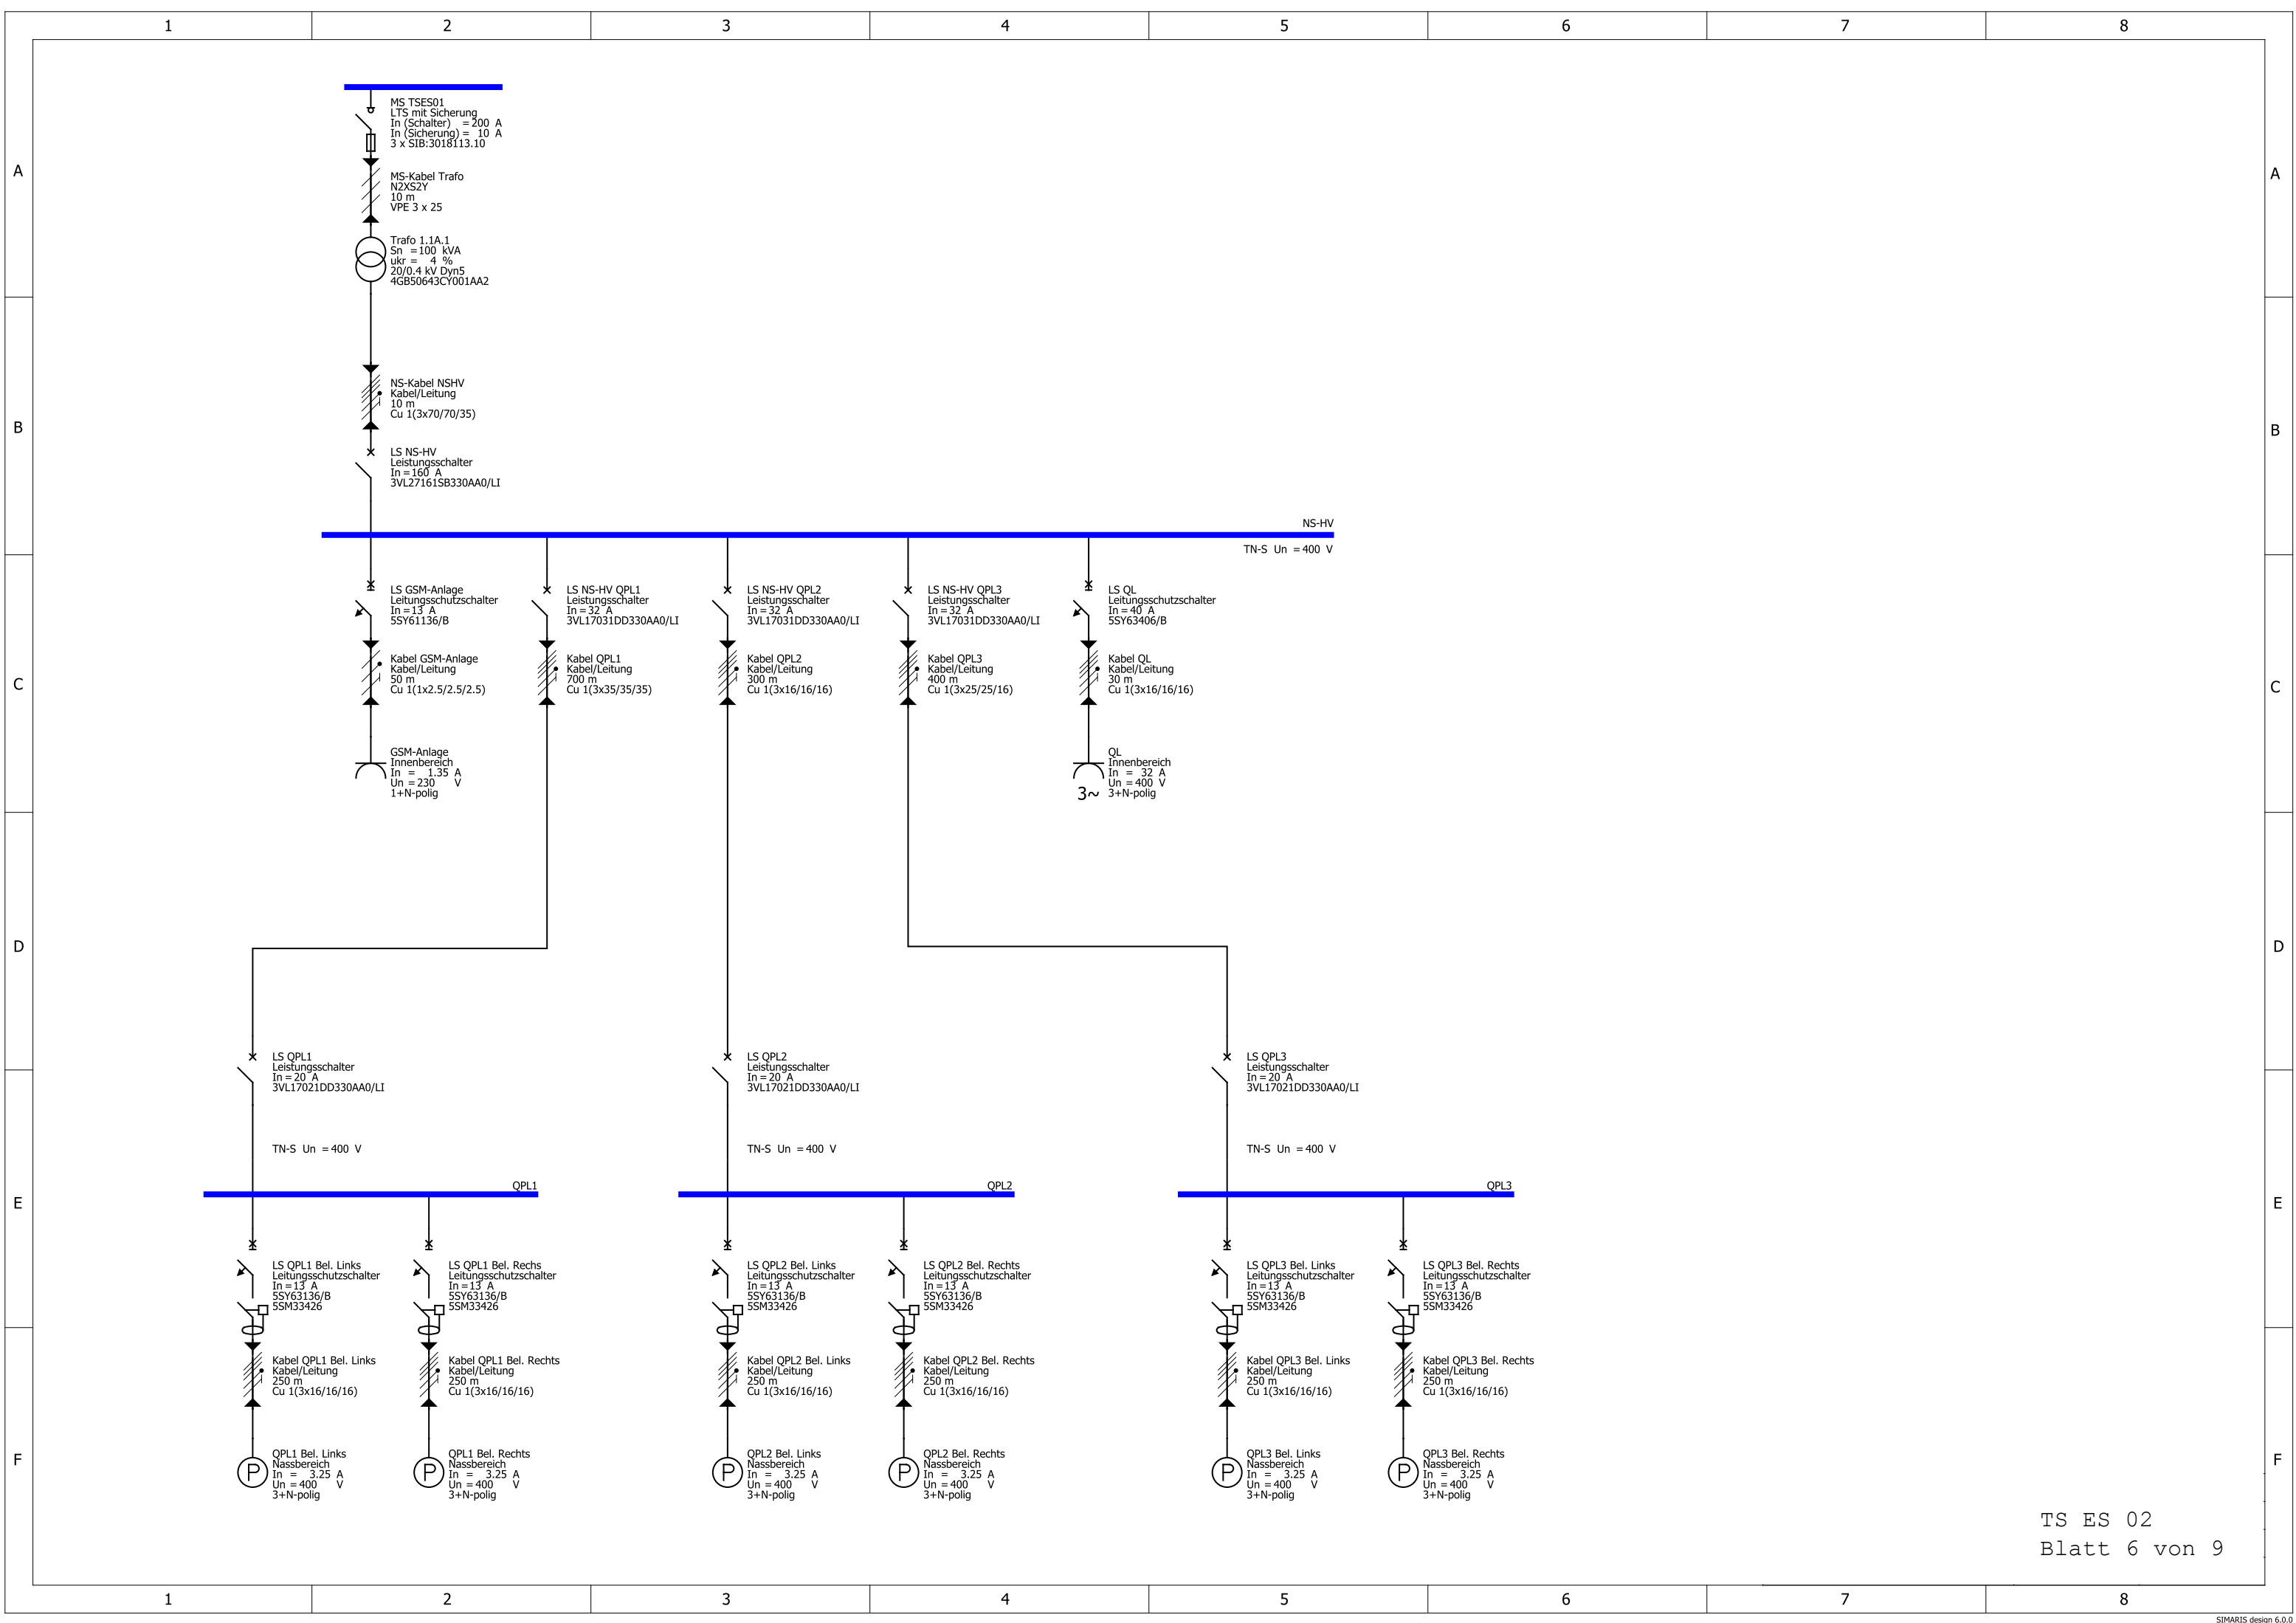 1 2 3 4 5 6 7 8
A A
MS TSES01
LTS mit Sicherung
In (Schalter) =200 A
In (Sicherung) = 10 A
3 x SIB:3018113.10
MS-Kabel Trafo
N2XS2Y
10 m
VPE 3 x 25
Trafo 1.1A.1
Sn =100 kVA
ukr = 4 %
20/0.4 kV Dyn5
4GB50643CY001AA2
B B
NS-Kabel NSHV
Kabel/Leitung
10 m
Cu 1(3x70/70/35)
LS NS-HV
Leistungsschalter
In =160 A
3VL27161SB330AA0/LI
NS-HV
TN-S Un =400 V
C C
LS GSM-Anlage
Leitungsschutzschalter
In =13 A
5SY61136/B
LS NS-HV QPL1
Leistungsschalter
In =32 A
3VL17031DD330AA0/LI
LS NS-HV QPL2
Leistungsschalter
In =32 A
3VL17031DD330AA0/LI
LS NS-HV QPL3
Leistungsschalter
In =32 A
3VL17031DD330AA0/LI
LS QL
Leitungsschutzschalter
In =40 A
5SY63406/B
Kabel GSM-Anlage
Kabel/Leitung
50 m
Cu 1(1x2.5/2.5/2.5)
Kabel QPL1
Kabel/Leitung
700 m
Cu 1(3x35/35/35)
Kabel QPL2
Kabel/Leitung
300 m
Cu 1(3x16/16/16)
Kabel QPL3
Kabel/Leitung
400 m
Cu 1(3x25/25/16)
Kabel QL
Kabel/Leitung
30 m
Cu 1(3x16/16/16)
GSM-Anlage
Innenbereich
In = 1.35 A
Un =230 V
1+N-polig
QL
Innenbereich
In = 32 A
Un =400 V
3~ 3+N-polig
D D
LS QPL1
Leistungsschalter
In =20 A
3VL17021DD330AA0/LI
LS QPL2
Leistungsschalter
In =20 A
3VL17021DD330AA0/LI
LS QPL3
Leistungsschalter
In =20 A
3VL17021DD330AA0/LI
TN-S Un =400 V
TN-S Un =400 V
TN-S Un =400 V
E E
QPL1
QPL2
QPL3
LS QPL1 Bel. Links
Leitungsschutzschalter
In =13 A
5SY63136/B
5SM33426
LS QPL1 Bel. Rechs
Leitungsschutzschalter
In =13 A
5SY63136/B
5SM33426
LS QPL2 Bel. Links
Leitungsschutzschalter
In =13 A
5SY63136/B
5SM33426
LS QPL2 Bel. Rechts
Leitungsschutzschalter
In =13 A
5SY63136/B
5SM33426
LS QPL3 Bel. Links
Leitungsschutzschalter
In =13 A
5SY63136/B
5SM33426
LS QPL3 Bel. Rechts
Leitungsschutzschalter
In =13 A
5SY63136/B
5SM33426
Kabel QPL1 Bel. Links
Kabel/Leitung
250 m
Cu 1(3x16/16/16)
Kabel QPL1 Bel. Rechts
Kabel/Leitung
250 m
Cu 1(3x16/16/16)
Kabel QPL2 Bel. Links
Kabel/Leitung
250 m
Cu 1(3x16/16/16)
Kabel QPL2 Bel. Rechts
Kabel/Leitung
250 m
Cu 1(3x16/16/16)
Kabel QPL3 Bel. Links
Kabel/Leitung
250 m
Cu 1(3x16/16/16)
Kabel QPL3 Bel. Rechts
Kabel/Leitung
250 m
Cu 1(3x16/16/16)
F F
P
QPL1 Bel. Links
Nassbereich
In = 3.25 A
Un =400 V
3+N-polig
P
QPL1 Bel. Rechts
Nassbereich
In = 3.25 A
Un =400 V
3+N-polig
P
QPL2 Bel. Links
Nassbereich
In = 3.25 A
Un =400 V
3+N-polig
P
QPL2 Bel. Rechts
Nassbereich
In = 3.25 A
Un =400 V
3+N-polig
P
QPL3 Bel. Links
Nassbereich
In = 3.25 A
Un =400 V
3+N-polig
P
QPL3 Bel. Rechts
Nassbereich
In = 3.25 A
Un =400 V
3+N-polig
TS ES 02
Blatt 6 von 9
1 2 3 4 5 6 7 8
SIMARIS design 6.0.0